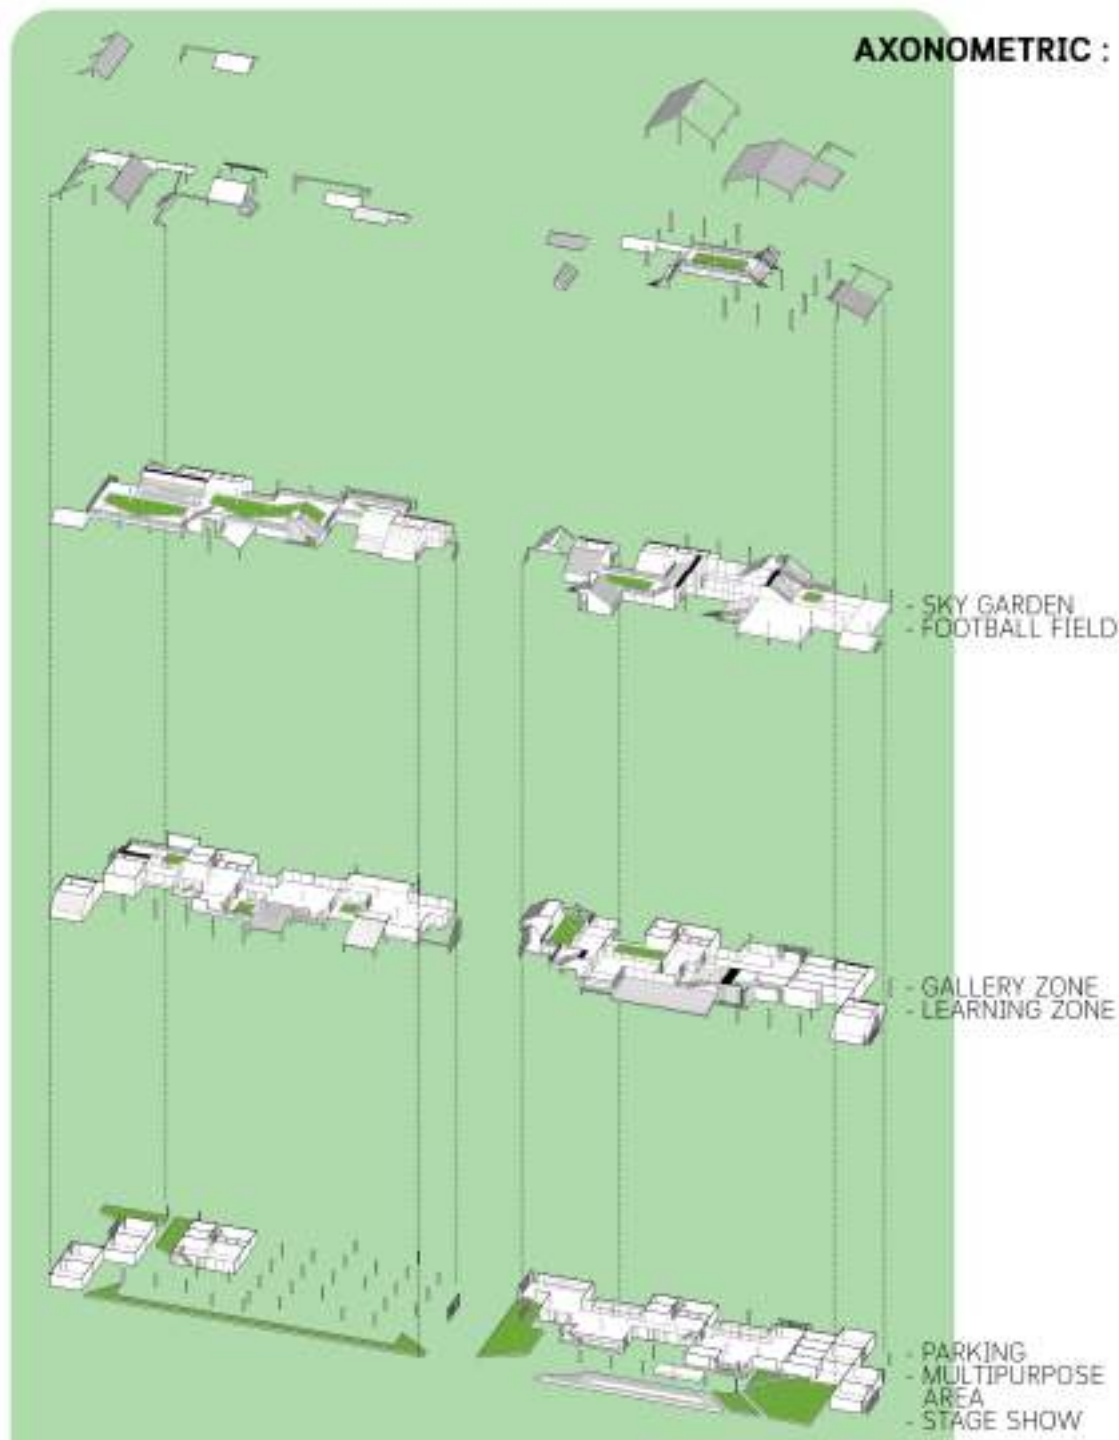 AXONOMETRIC :
- SKY GARDEN
- FOOTBALL FIELD
- GALLERY ZONE
- LEARNING ZONE
- PARKING
- MULTIPURPOSE
AREA
- STAGE SHOW